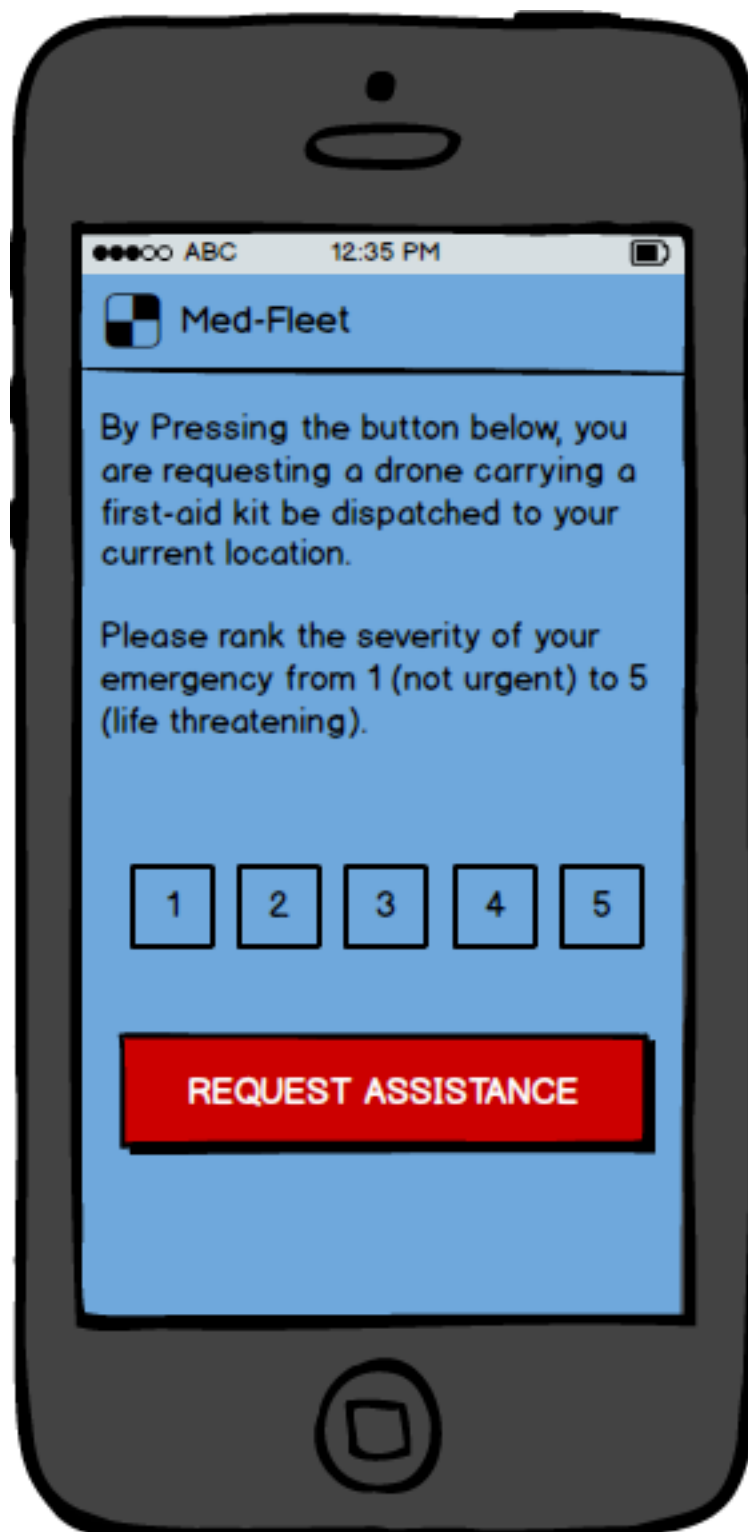 ABC 12:35 PM
Med-Fleet
By Pressing the button below, you
are requesting a drone carrying a
first-aid kit be dispatched to your
current location.
Please rank the severity of your
emergency from 1 (not urgent) to 5
(life threatening).
1 2 3 4 5
REQUEST ASSISTANCE